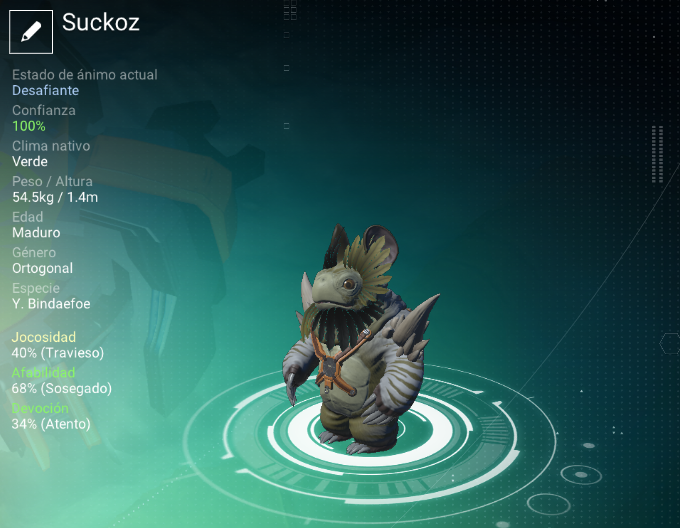 Suckoz
Estado de ánimo actual
Desafiante
Confianza
100%
Clima nativo
Verde
Peso / Altura
54.5kg / 1.4m
Edad
Maduro
Género
Ortogonal
Especie
Y. Bindaefoe
Jocosidad
40% (Travieso)
Afabilidad
68% (Sosegado)
Devoción
34% (Atento)